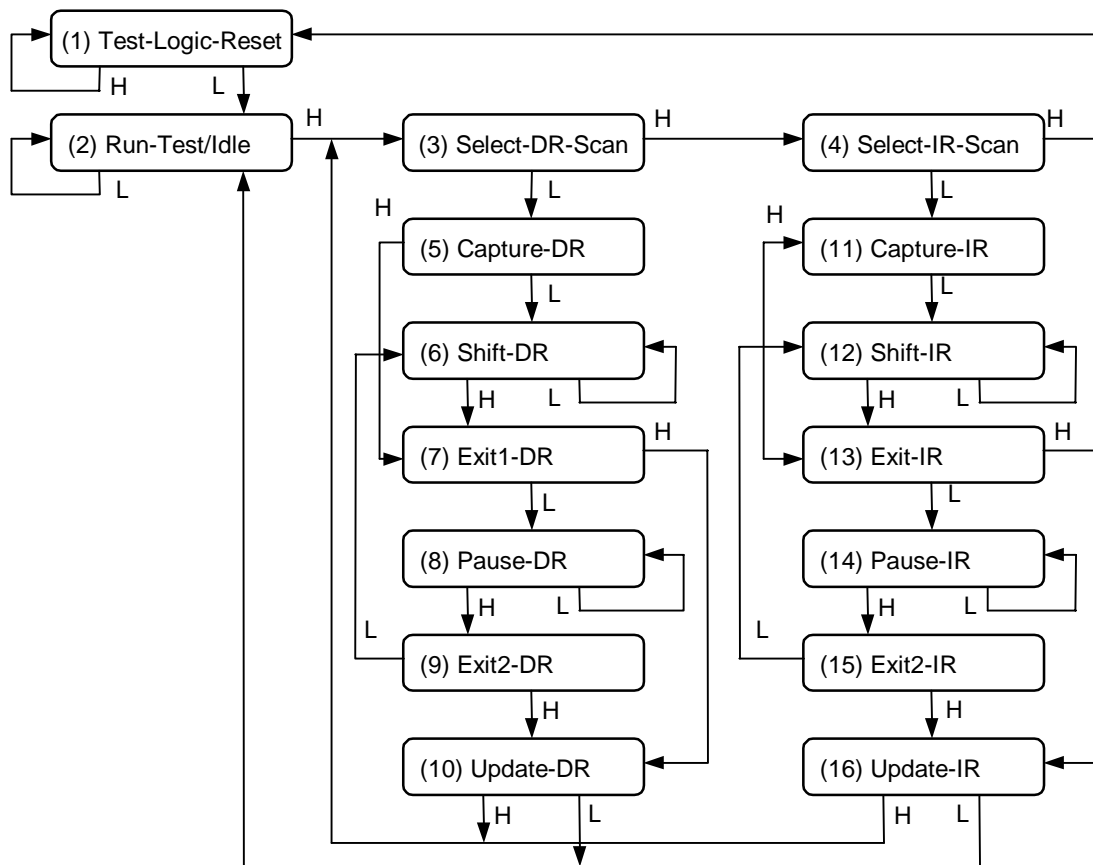 (1) Test-Logic-Reset
H
L
(2) Run-Test/Idle
H
L
(3) Select-DR-Scan
H
L
(4) Select-IR-Scan
H
L
H
(5) Capture-DR
L
H
(11) Capture-IR
L
(6) Shift-DR
H
L
(12) Shift-IR
H
L
(7) Exit1-DR
H
L
(13) Exit-IR
H
L
(8) Pause-DR
H
L
(14) Pause-IR
H
L
L
(9) Exit2-DR
H
L
(15) Exit2-IR
H
(10) Update-DR
H
L
(16) Update-IR
H
L